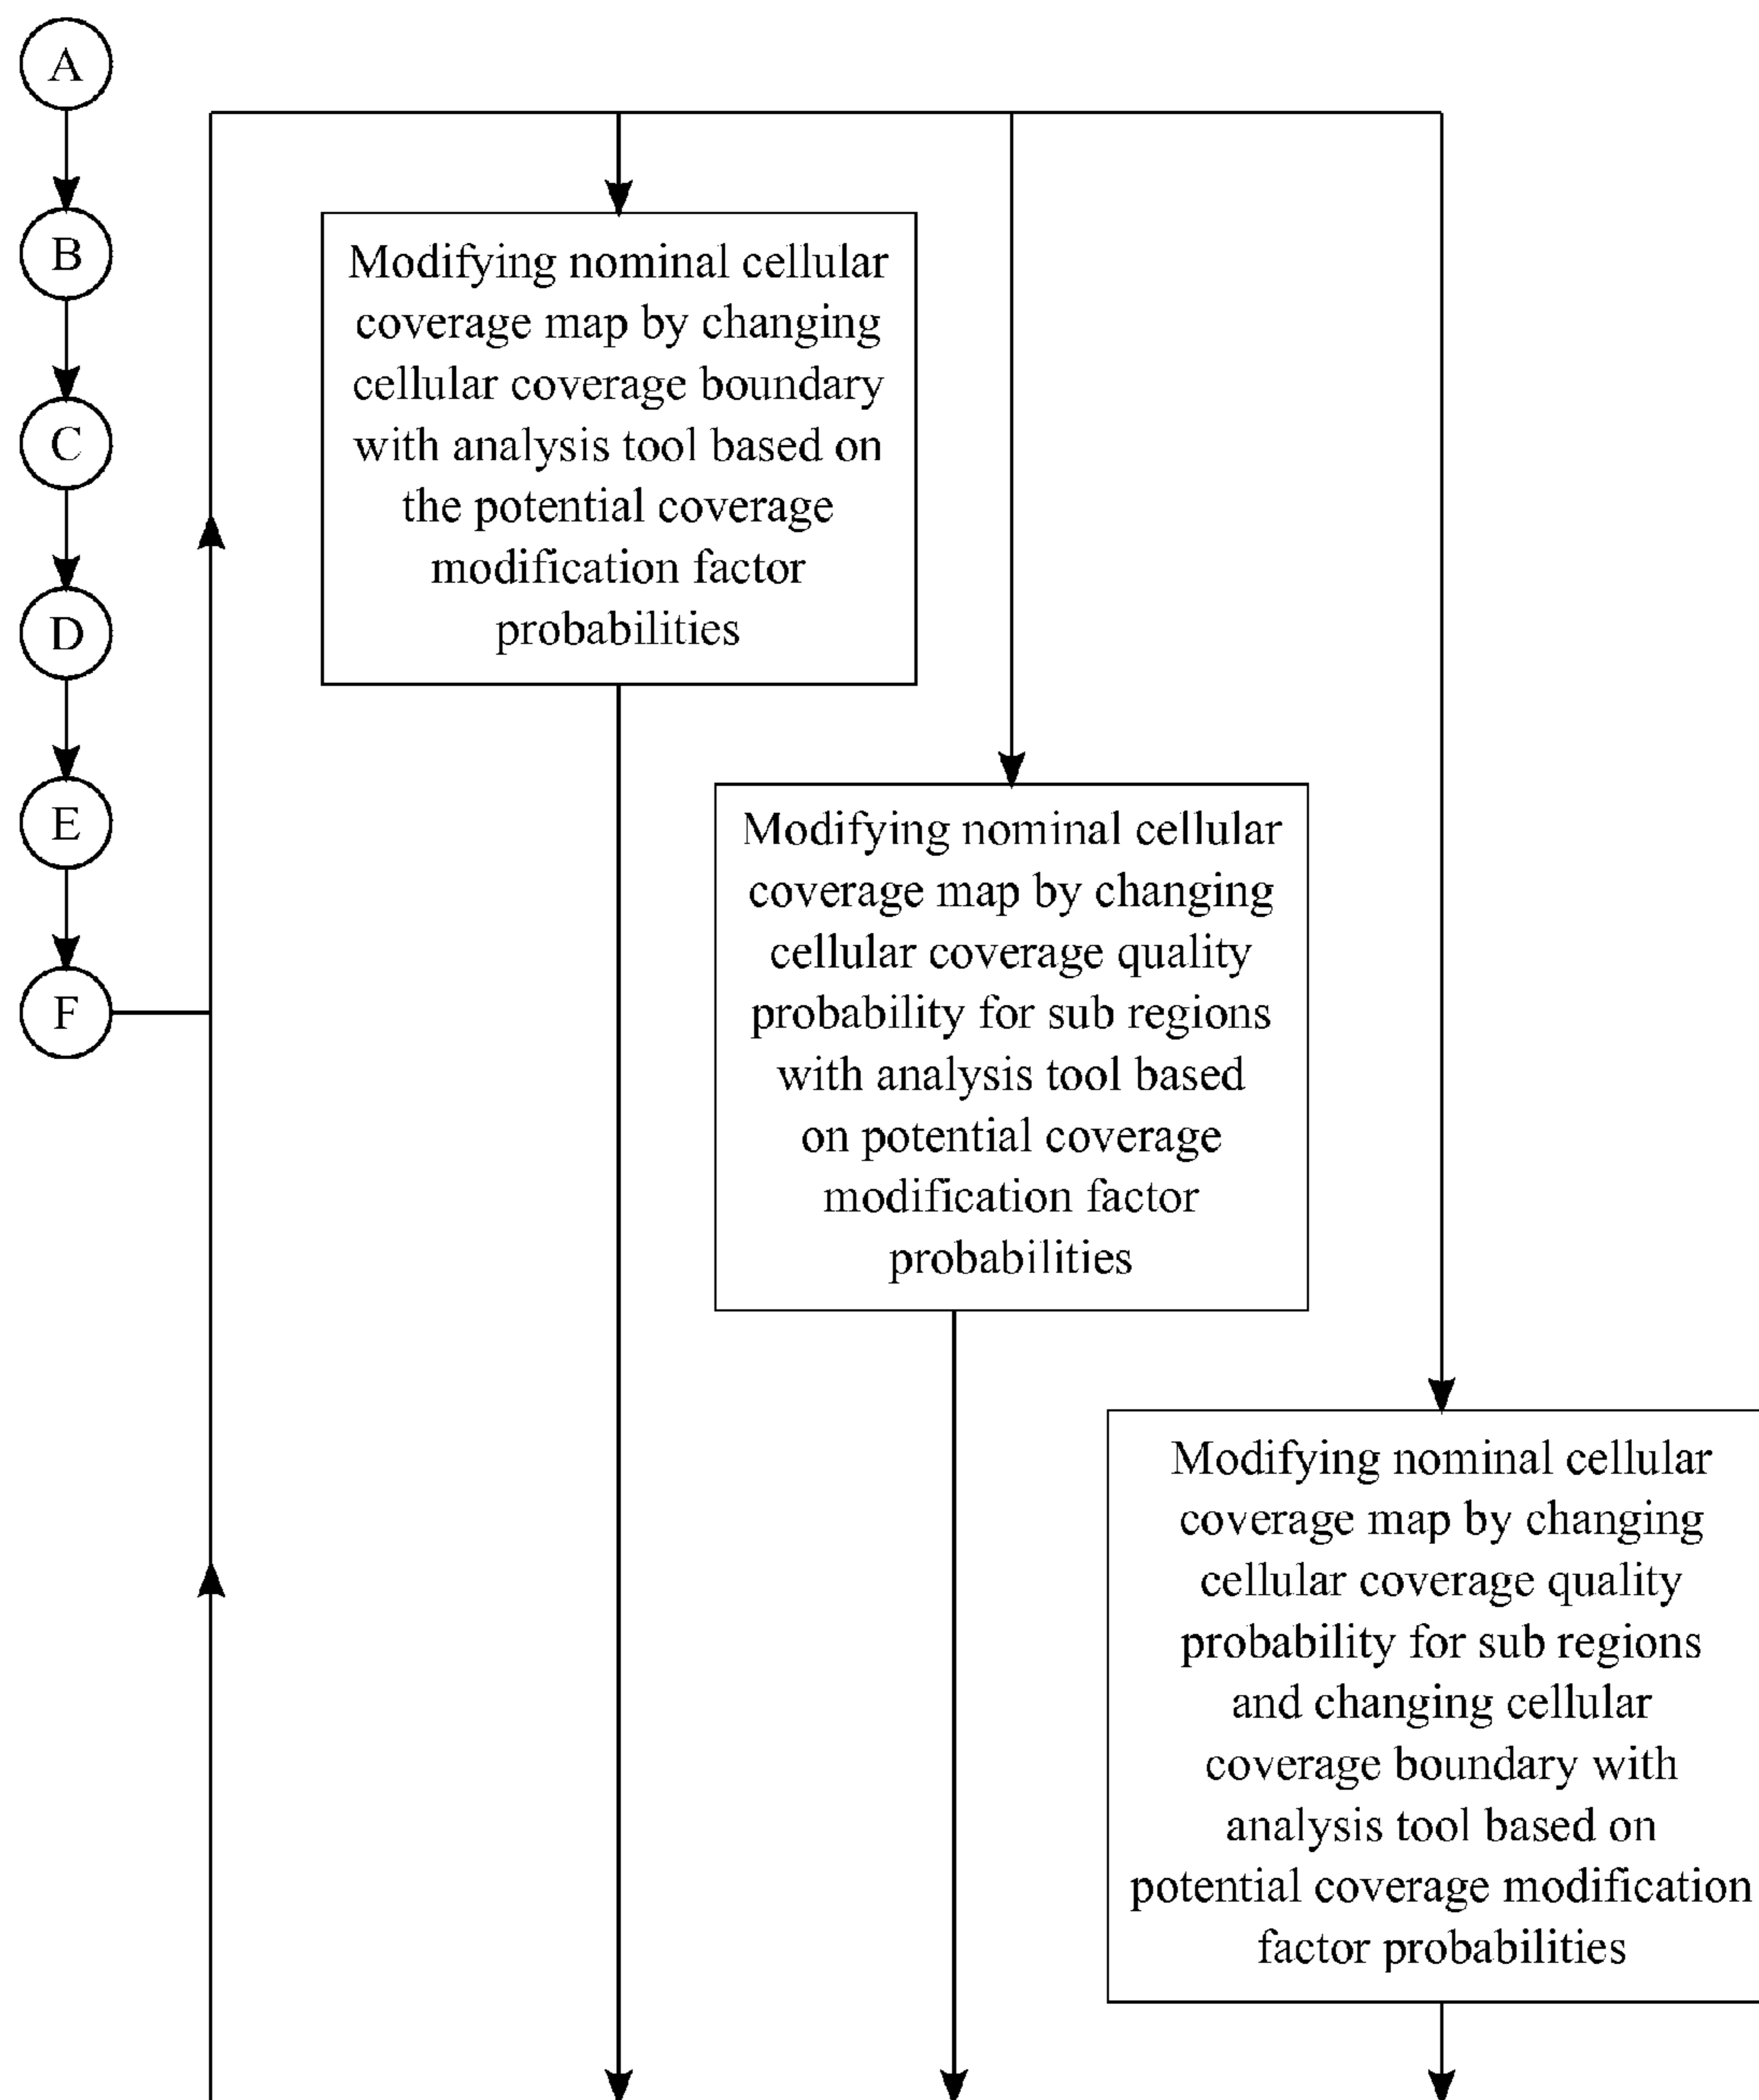 A
B
C
D
E
F
Modifying nominal cellular
coverage map by changing
cellular coverage boundary
with analysis tool based on
the potential coverage
modification factor
probabilities
Modifying nominal cellular
coverage map by changing
cellular coverage quality
probability for sub regions
with analysis tool based
on potential coverage
modification factor
probabilities
Modifying nominal cellular
coverage map by changing
cellular coverage quality
probability for sub regions
and changing cellular
coverage boundary with
analysis tool based on
potential coverage modification
factor probabilities